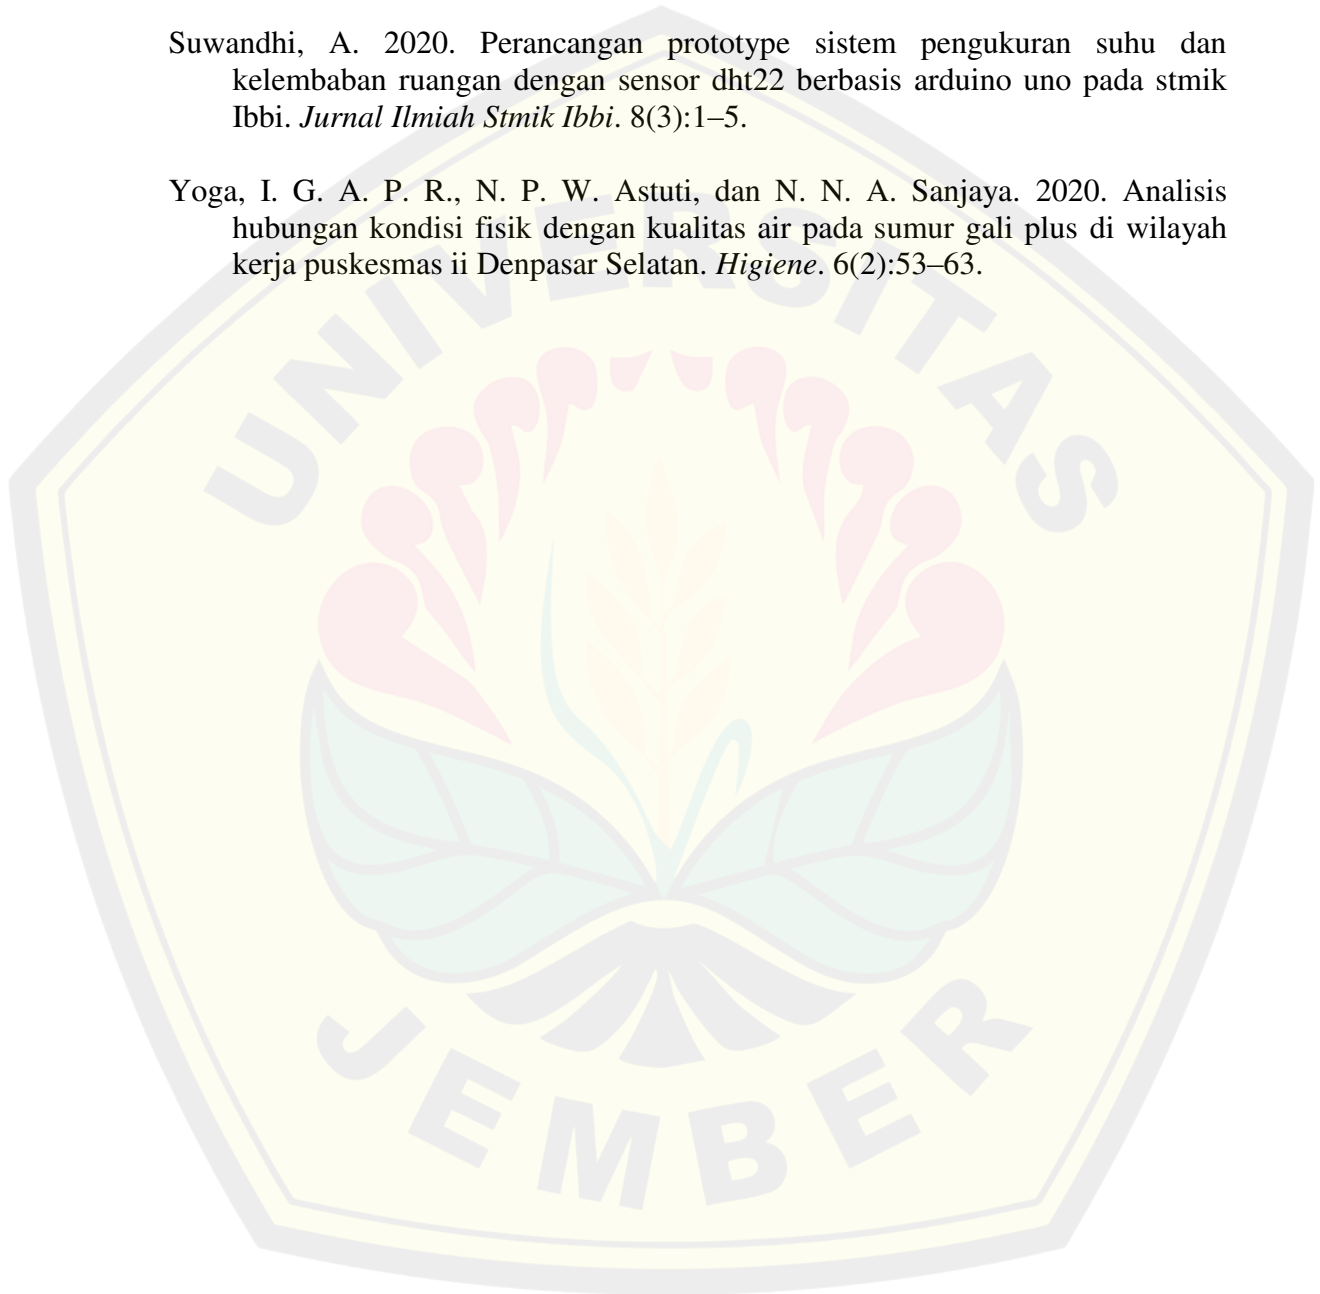 Suwandhi, A. 2020. Perancangan prototype sistem pengukuran suhu dan
kelembaban ruangan dengan sensor dht22 berbasis arduino uno pada stmik
Ibbi. Jurnal Ilmiah Stmik Ibbi. 8(3):1–5.
Yoga, I. G. A. P. R., N. P. W. Astuti, dan N. N. A. Sanjaya. 2020. Analisis
hubungan kondisi fisik dengan kualitas air pada sumur gali plus di wilayah
kerja puskesmas ii Denpasar Selatan. Higiene. 6(2):53–63.
UNIVERSITAS
JEMBER